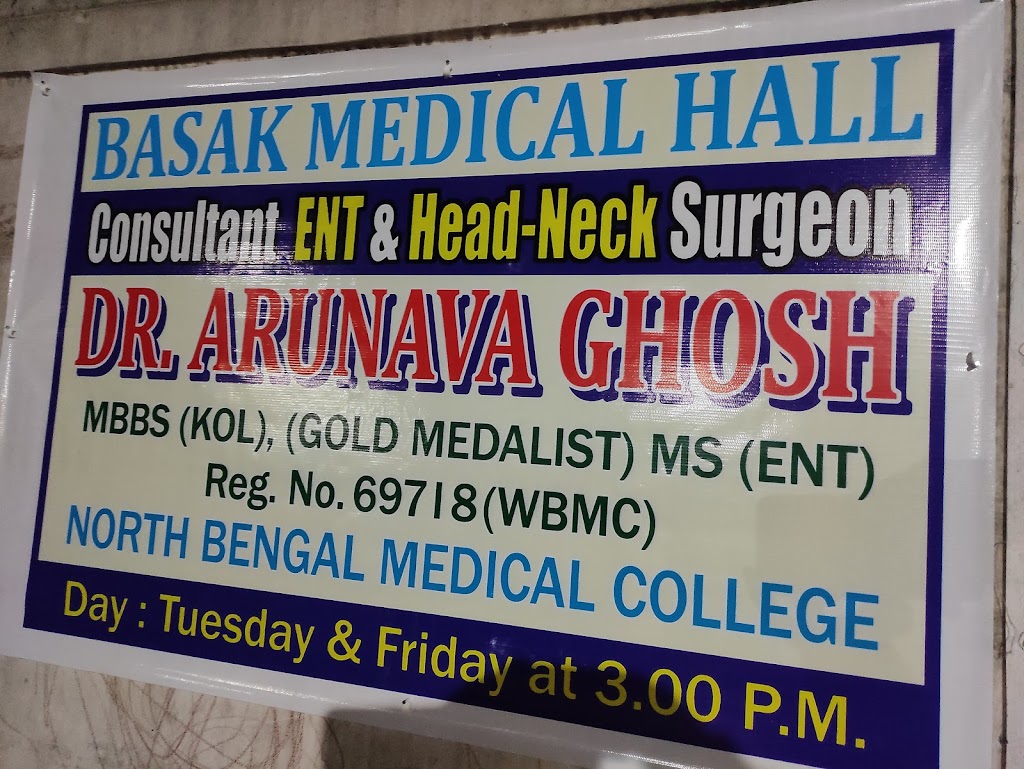 BASAK MEDICAL HALL
Consultant ENT & Head-Neck Surgeon
DR. ARUNAVA GHOSH
MBBS (KOL), (GOLD MEDALIST) MS (ENT)
Reg. No. 69718(WBMC)
NORTH BENGAL MEDICAL COLLEGE
Day : Tuesday & Friday at 3.00 P.M.